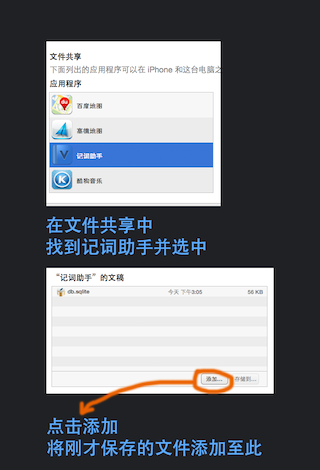 文件共享
下面列出的应用程序可以在 iPhone 和这台电脑之
应用程序
百度地图
高德地图
记词助手
酷狗音乐
在文件共享中
找到记词助手并选中
“记词助手”的文稿
db.sqlite 今天 下午3:05 56 KB
添加... 存储到...
点击添加
将刚才保存的文件添加至此